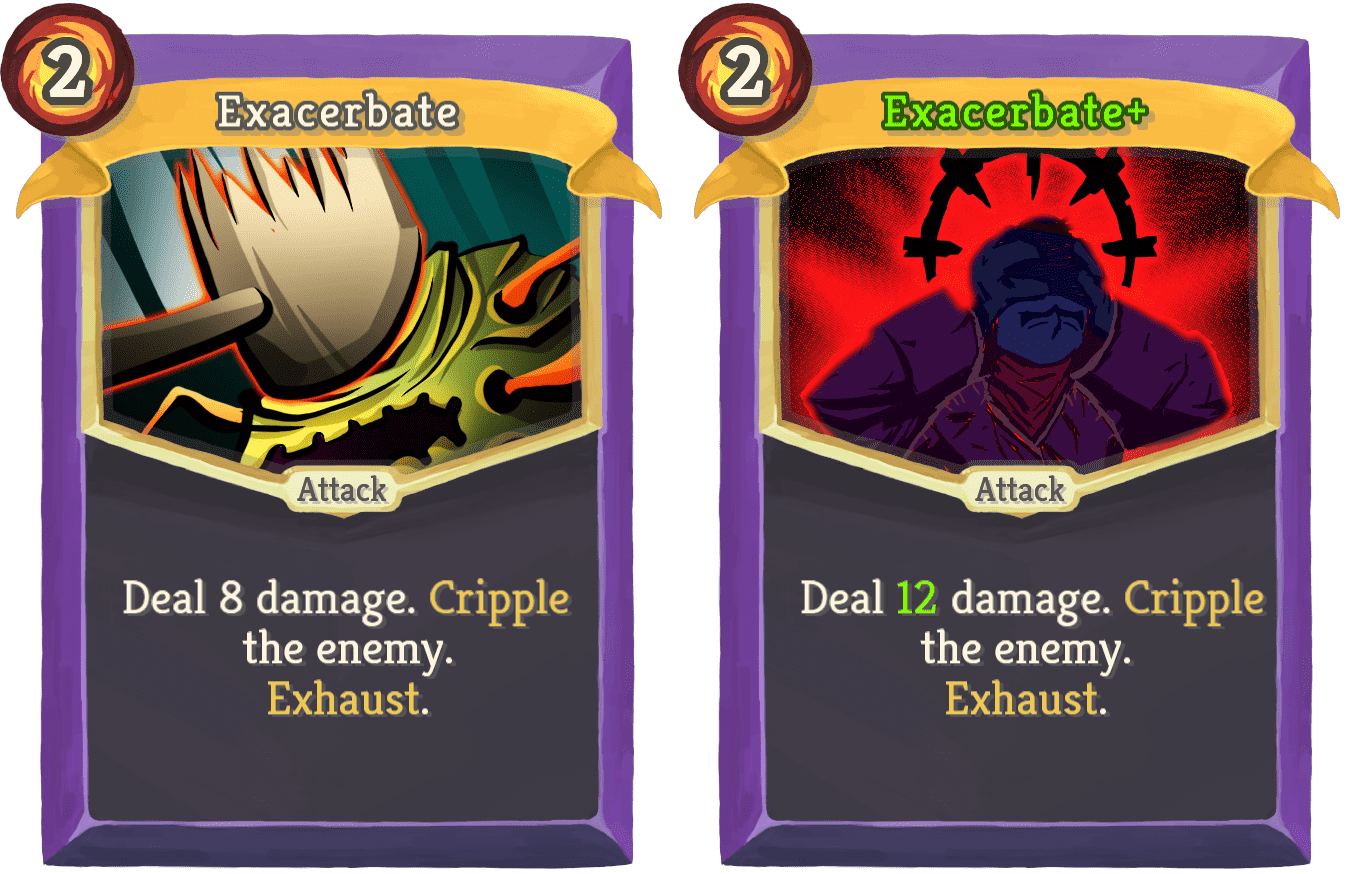 2
Exacerbate
Attack
Deal 8 damage. Cripple
the enemy.
Exhaust.
2
Exacerbate+
Attack
Deal 12 damage. Cripple
the enemy.
Exhaust.